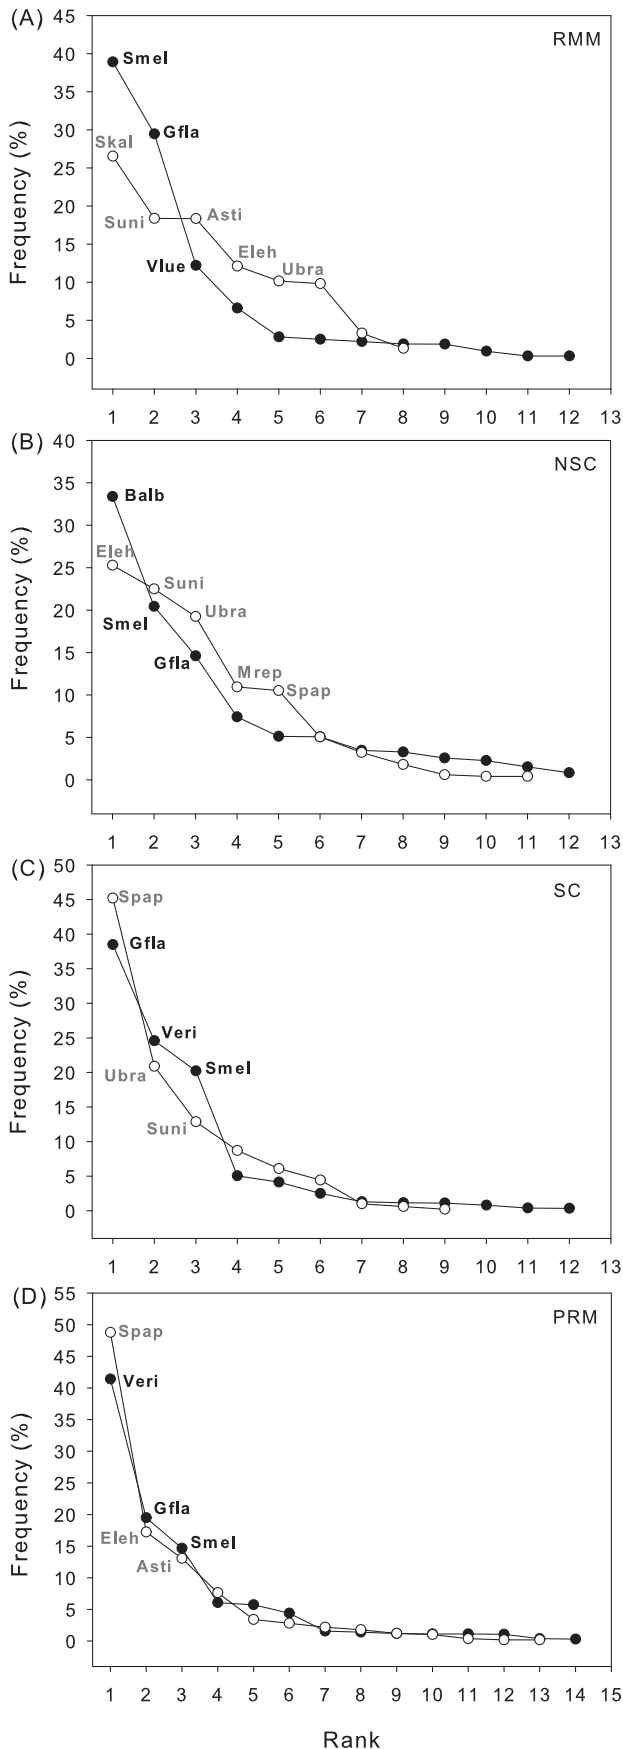 (A)
RMM
Frequency (%)
45
40
35
30
25
20
15
10
5
0
Smel
Gfla
Skal
Suni
Asti
Vlue
Eleh
Ubra
1 2 3 4 5 6 7 8 9 10 11 12 13
(B)
NSC
Frequency (%)
40
35
30
25
20
15
10
5
0
Balb
Eleh
Suni
Smel
Ubra
Gfla
Mrep
Spap
1 2 3 4 5 6 7 8 9 10 11 12 13
(C)
SC
Frequency (%)
50
45
40
35
30
25
20
15
10
5
0
Spap
Gfla
Veri
Ubra
Smel
Suni
1 2 3 4 5 6 7 8 9 10 11 12 13
(D)
PRM
Frequency (%)
55
50
45
40
35
30
25
20
15
10
5
0
Spap
Veri
Gfla
Eleh
Smel
Asti
1 2 3 4 5 6 7 8 9 10 11 12 13 14 15
Rank